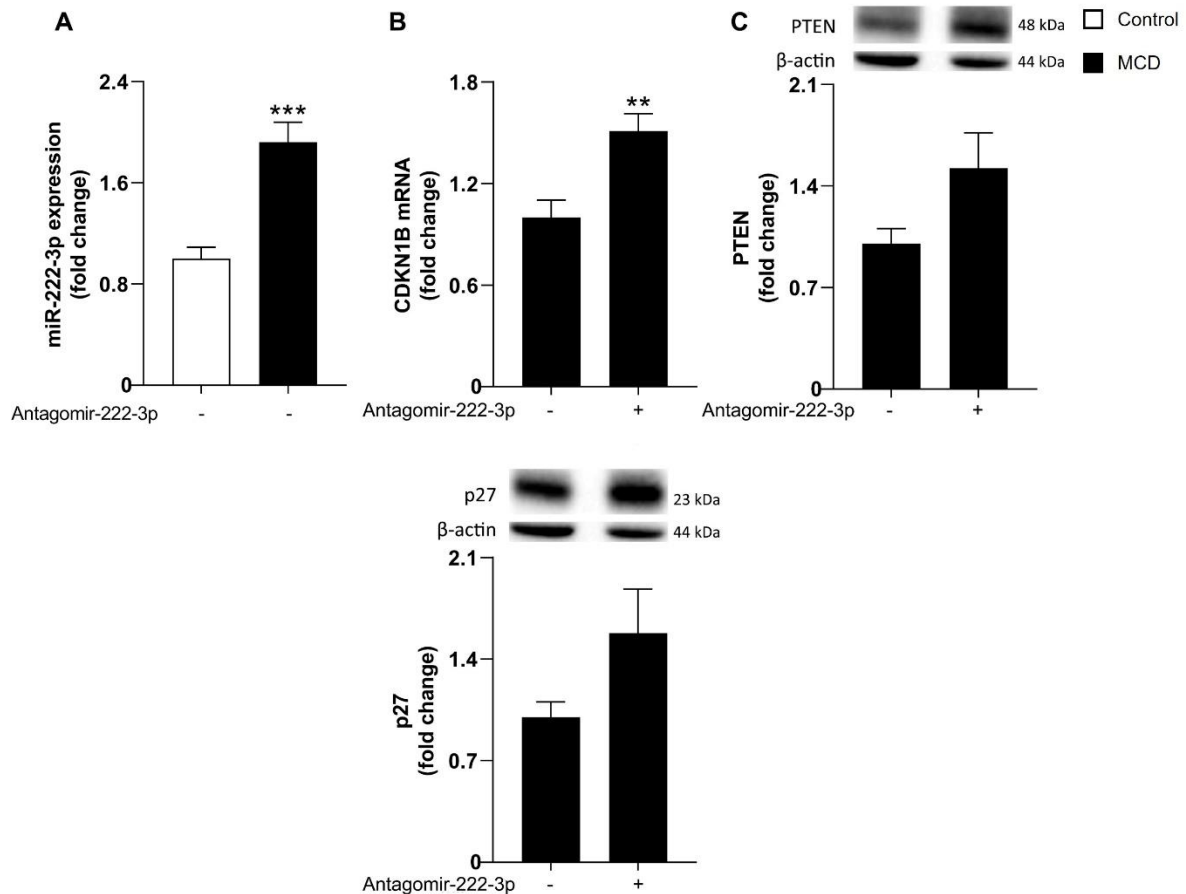 A
miR-222-3p expression
(fold change)
2.4
1.6
0.8
0
***
Antagomir-222-3p - -
B
CDKN1B mRNA
(fold change)
1.8
1.2
0.6
0
**
Antagomir-222-3p - +
C
PTEN 48 kDa
β-actin 44 kDa
Control
MCD
PTEN
(fold change)
2.1
1.4
0.7
0
Antagomir-222-3p - +
p27 23 kDa
β-actin 44 kDa
p27
(fold change)
2.1
1.4
0.7
0
Antagomir-222-3p - +